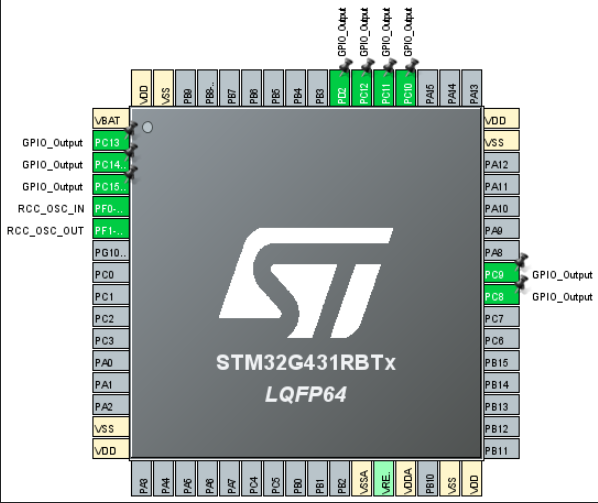 GPIO_Output GPIO_Output GPIO_Output GPIO_Output
VDD VSS PB9 PB8-.. PB7 PB6 PB5 PB4 PB3 PD2 PC12 PC11 PC10 PA15 PA14 PA13
VBAT VDD
GPIO_Output PC13 VSS
GPIO_Output PC14.. PA12
GPIO_Output PC15.. PA11
RCC_OSC_IN PF0-.. PA10
RCC_OSC_OUT PF1-.. PA9
PG10.. PA8
PC0 PC9 GPIO_Output
PC1 PC8 GPIO_Output
PC2 PC7
PC3 PC6
PA0 PB15
PA1 PB14
PA2 PB13
VSS PB12
VDD PB11
ST
STM32G431RBTx
LQFP64
PA3 PA4 PA5 PA6 PA7 PC4 PC5 PB0 PB1 PB2 VSSA VRE.. VDDA PB10 VSS VDD